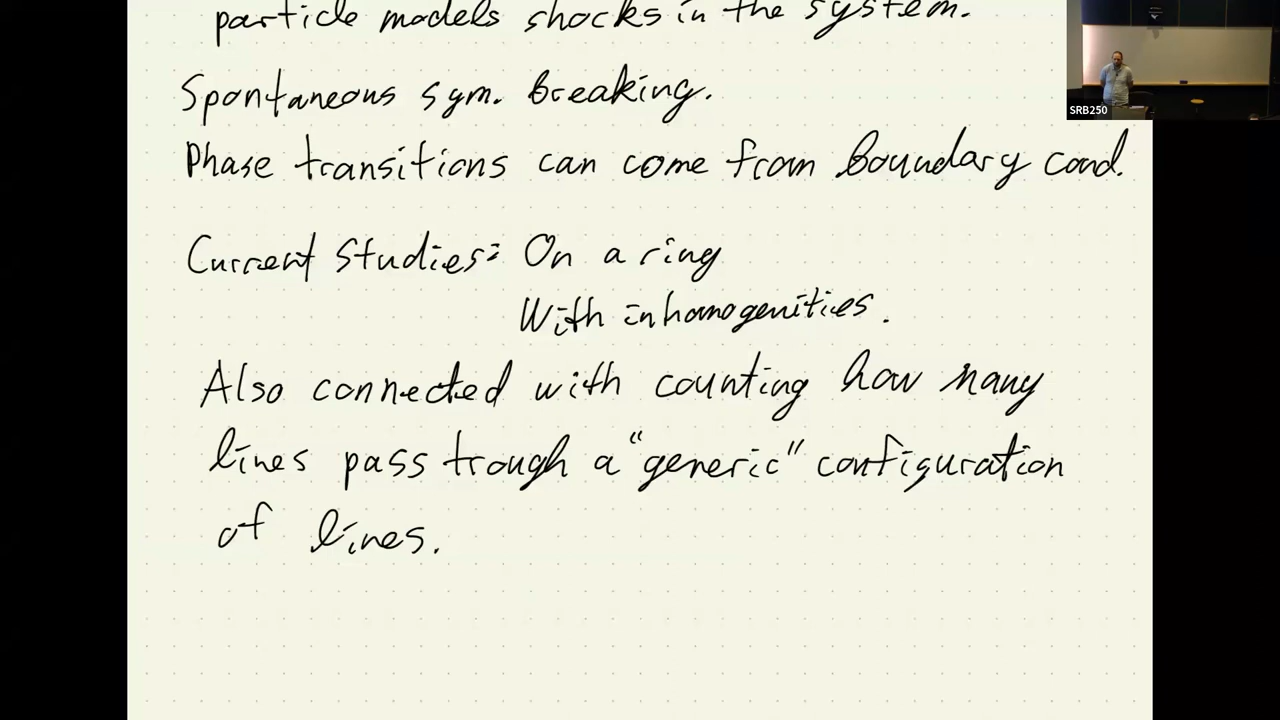 particle models shocks in the system.
Spontaneous sym. breaking.
Phase transitions can come from boundary cond.
Current studies: On a ring
With inhomogenities.
Also connected with counting how many
lines pass trough a "generic" configuration
of lines.
SRB250